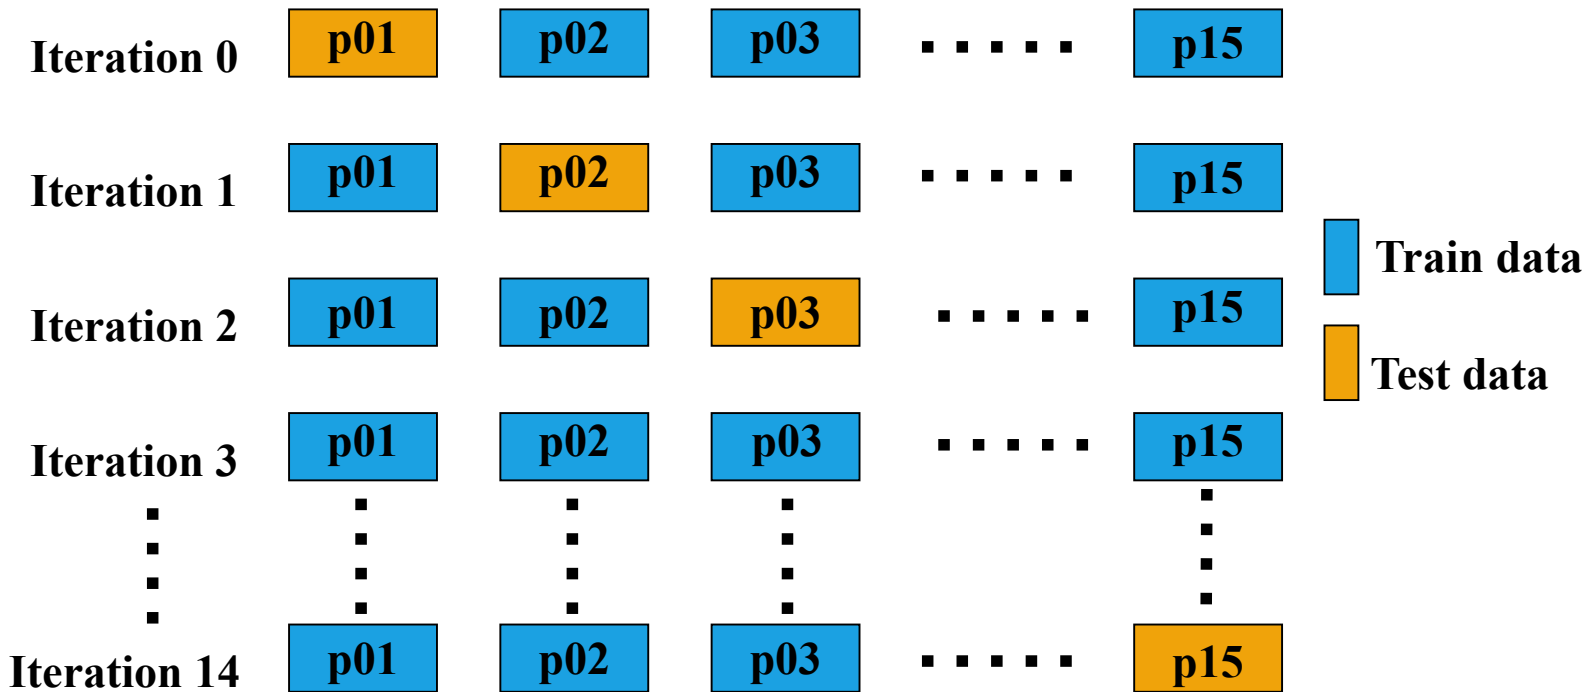 Iteration 0 p01 p02 p03 p15
Iteration 1 p01 p02 p03 p15
Iteration 2 p01 p02 p03 p15
Iteration 3 p01 p02 p03 p15
Iteration 14 p01 p02 p03 p15
Train data
Test data